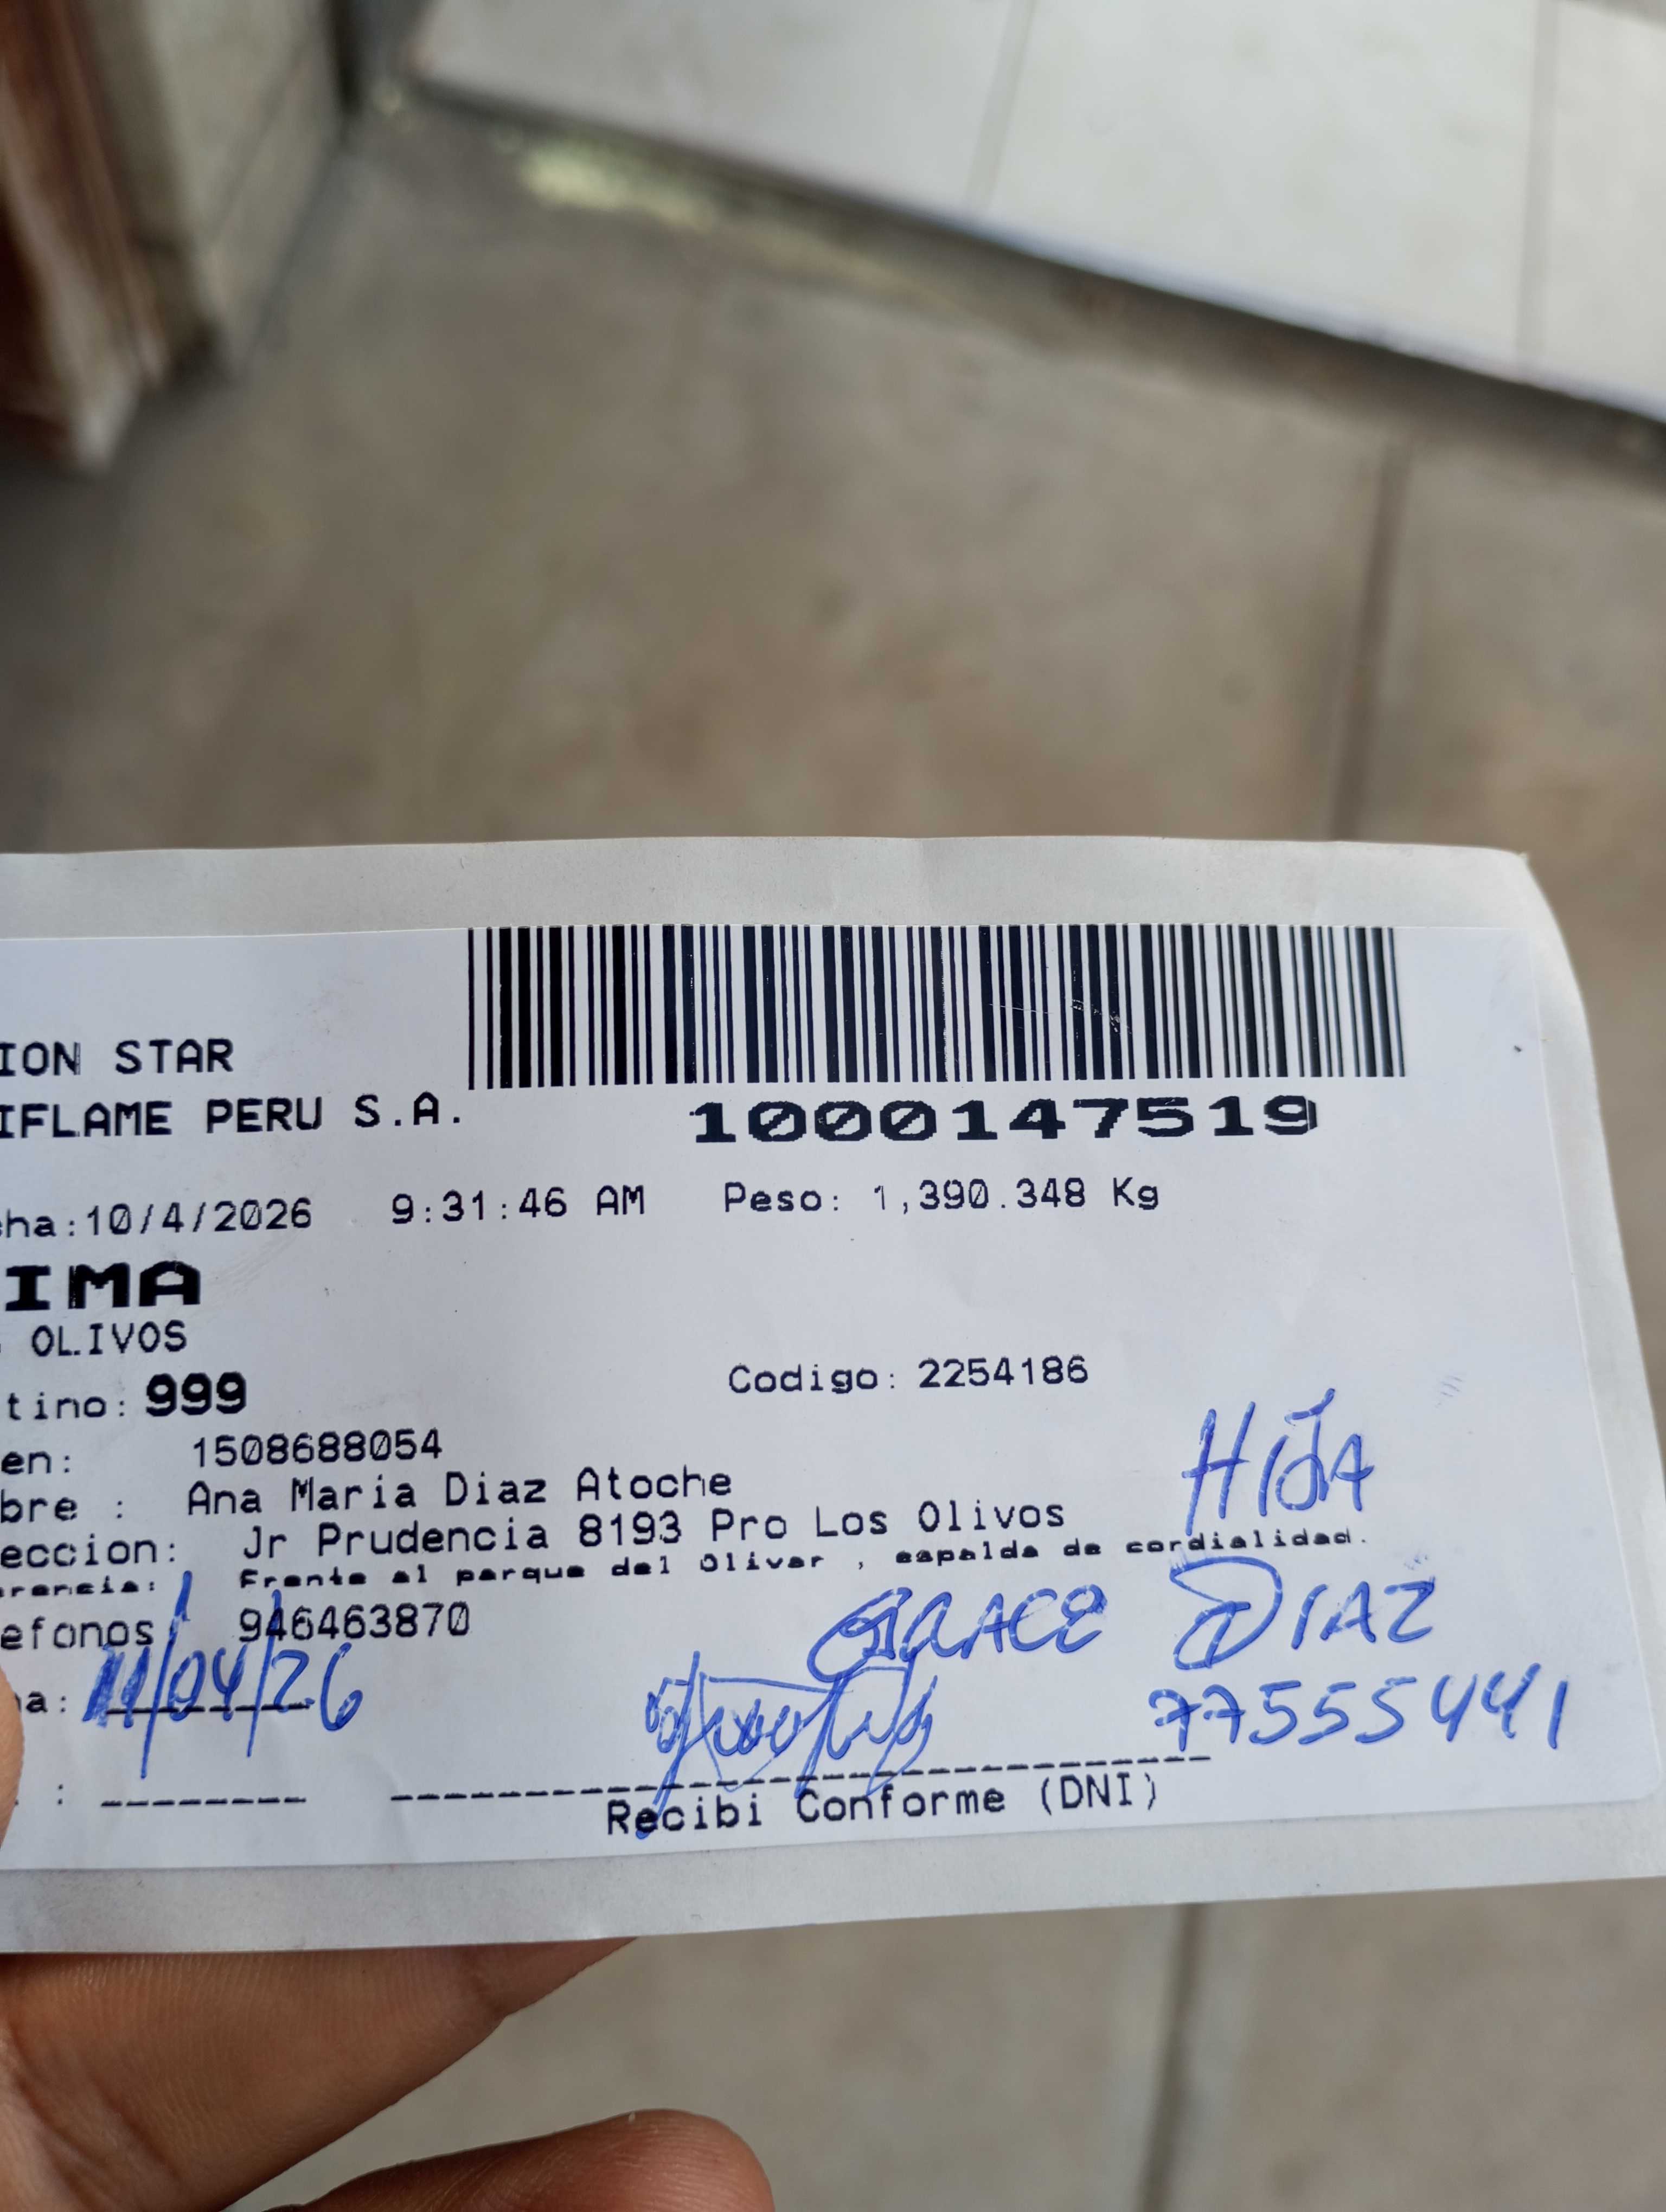 ION STAR
IFLAME PERU S.A.
1000147519
ha:10/4/2026 9:31:46 AM Peso: 1,390.348 Kg
IMA
OLIVOS
tino: 999 Codigo: 2254186
en: 1508688054
HIJA
bre : Ana Maria Diaz Atoche
eccion: Jr Prudencia 8193 Pro Los Olivos
rencia: Frente al parque del Olivar , espalda de cordialidad.
efonos 946463870
GRACE DIAZ
a: 11/04/26
77555441
:
Recibi Conforme (DNI)